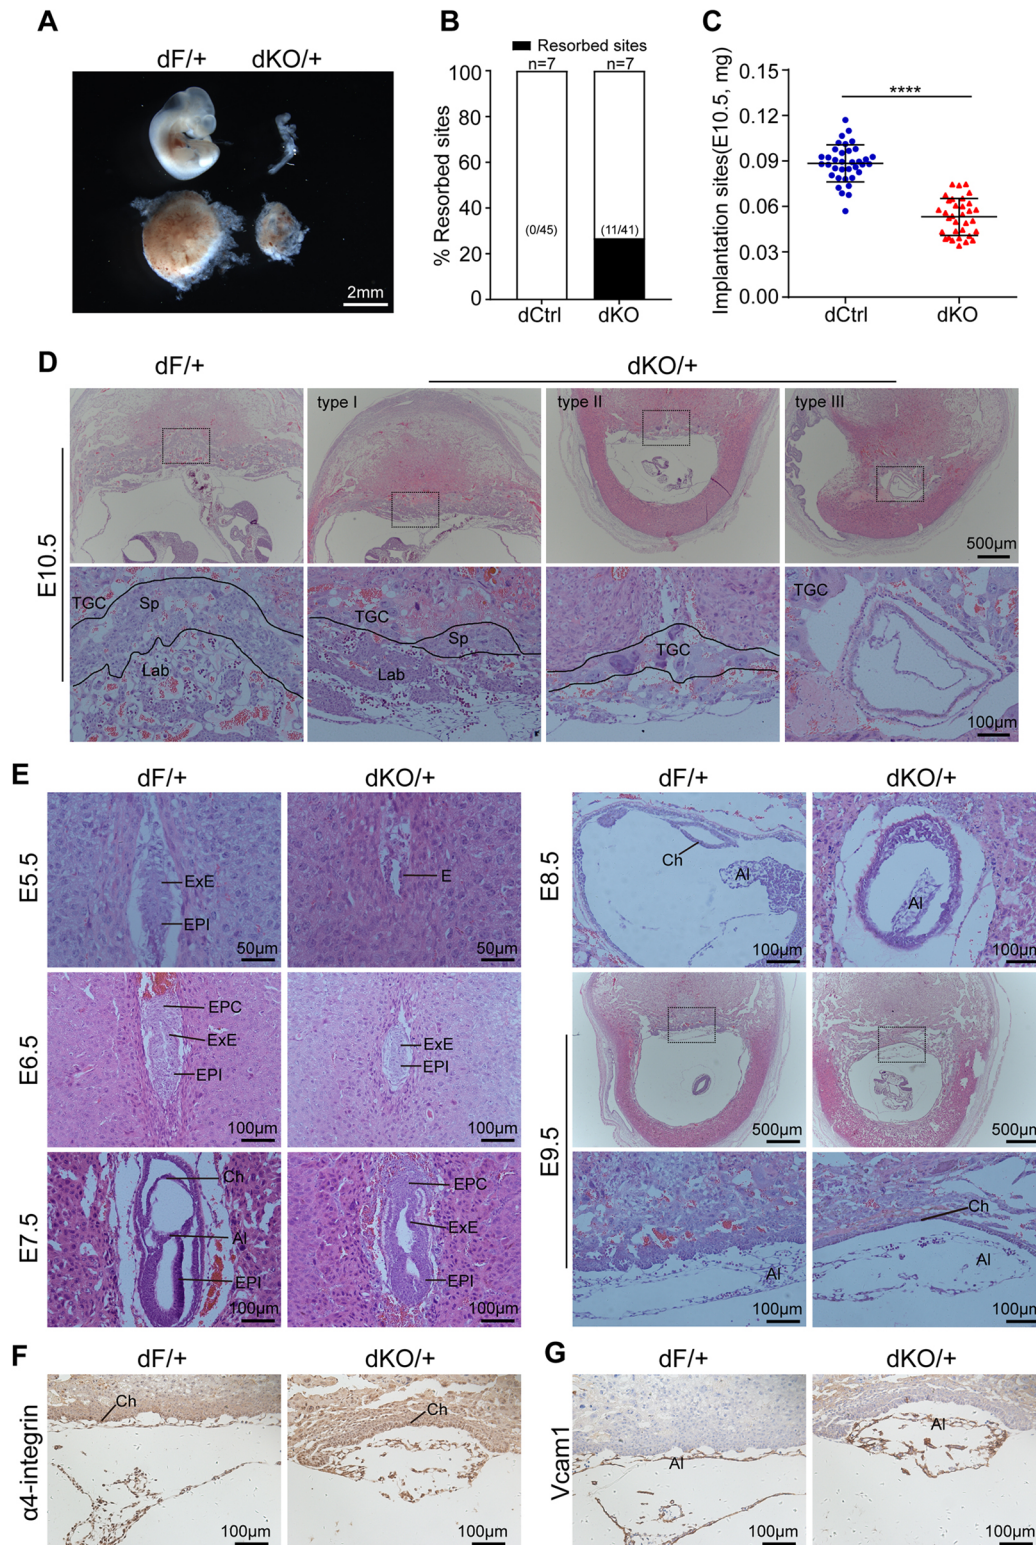 A
dF/+
dKO/+
2mm
B
Resorbed sites
n=7
n=7
% Resorbed sites
100
80
60
40
20
0
(0/45)
(11/41)
dCtrl
dKO
C
Implantation sites(E10.5, mg)
0.15
0.12
0.09
0.06
0.03
0.00
****
dCtrl
dKO
D
dF/+
dKO/+
E10.5
type I
type II
type III
500µm
TGC
Sp
Lab
TGC
Sp
Lab
TGC
TGC
100µm
E
dF/+
dKO/+
E5.5
ExE
EPI
50µm
E
50µm
E6.5
EPC
ExE
EPI
100µm
ExE
EPI
100µm
E7.5
Ch
Al
EPI
100µm
EPC
ExE
EPI
100µm
dF/+
dKO/+
E8.5
Ch
Al
100µm
Al
100µm
E9.5
500µm
500µm
Al
100µm
Ch
Al
100µm
F
dF/+
dKO/+
α4-integrin
Ch
100µm
Ch
100µm
G
dF/+
dKO/+
Vcam1
Al
100µm
Al
100µm